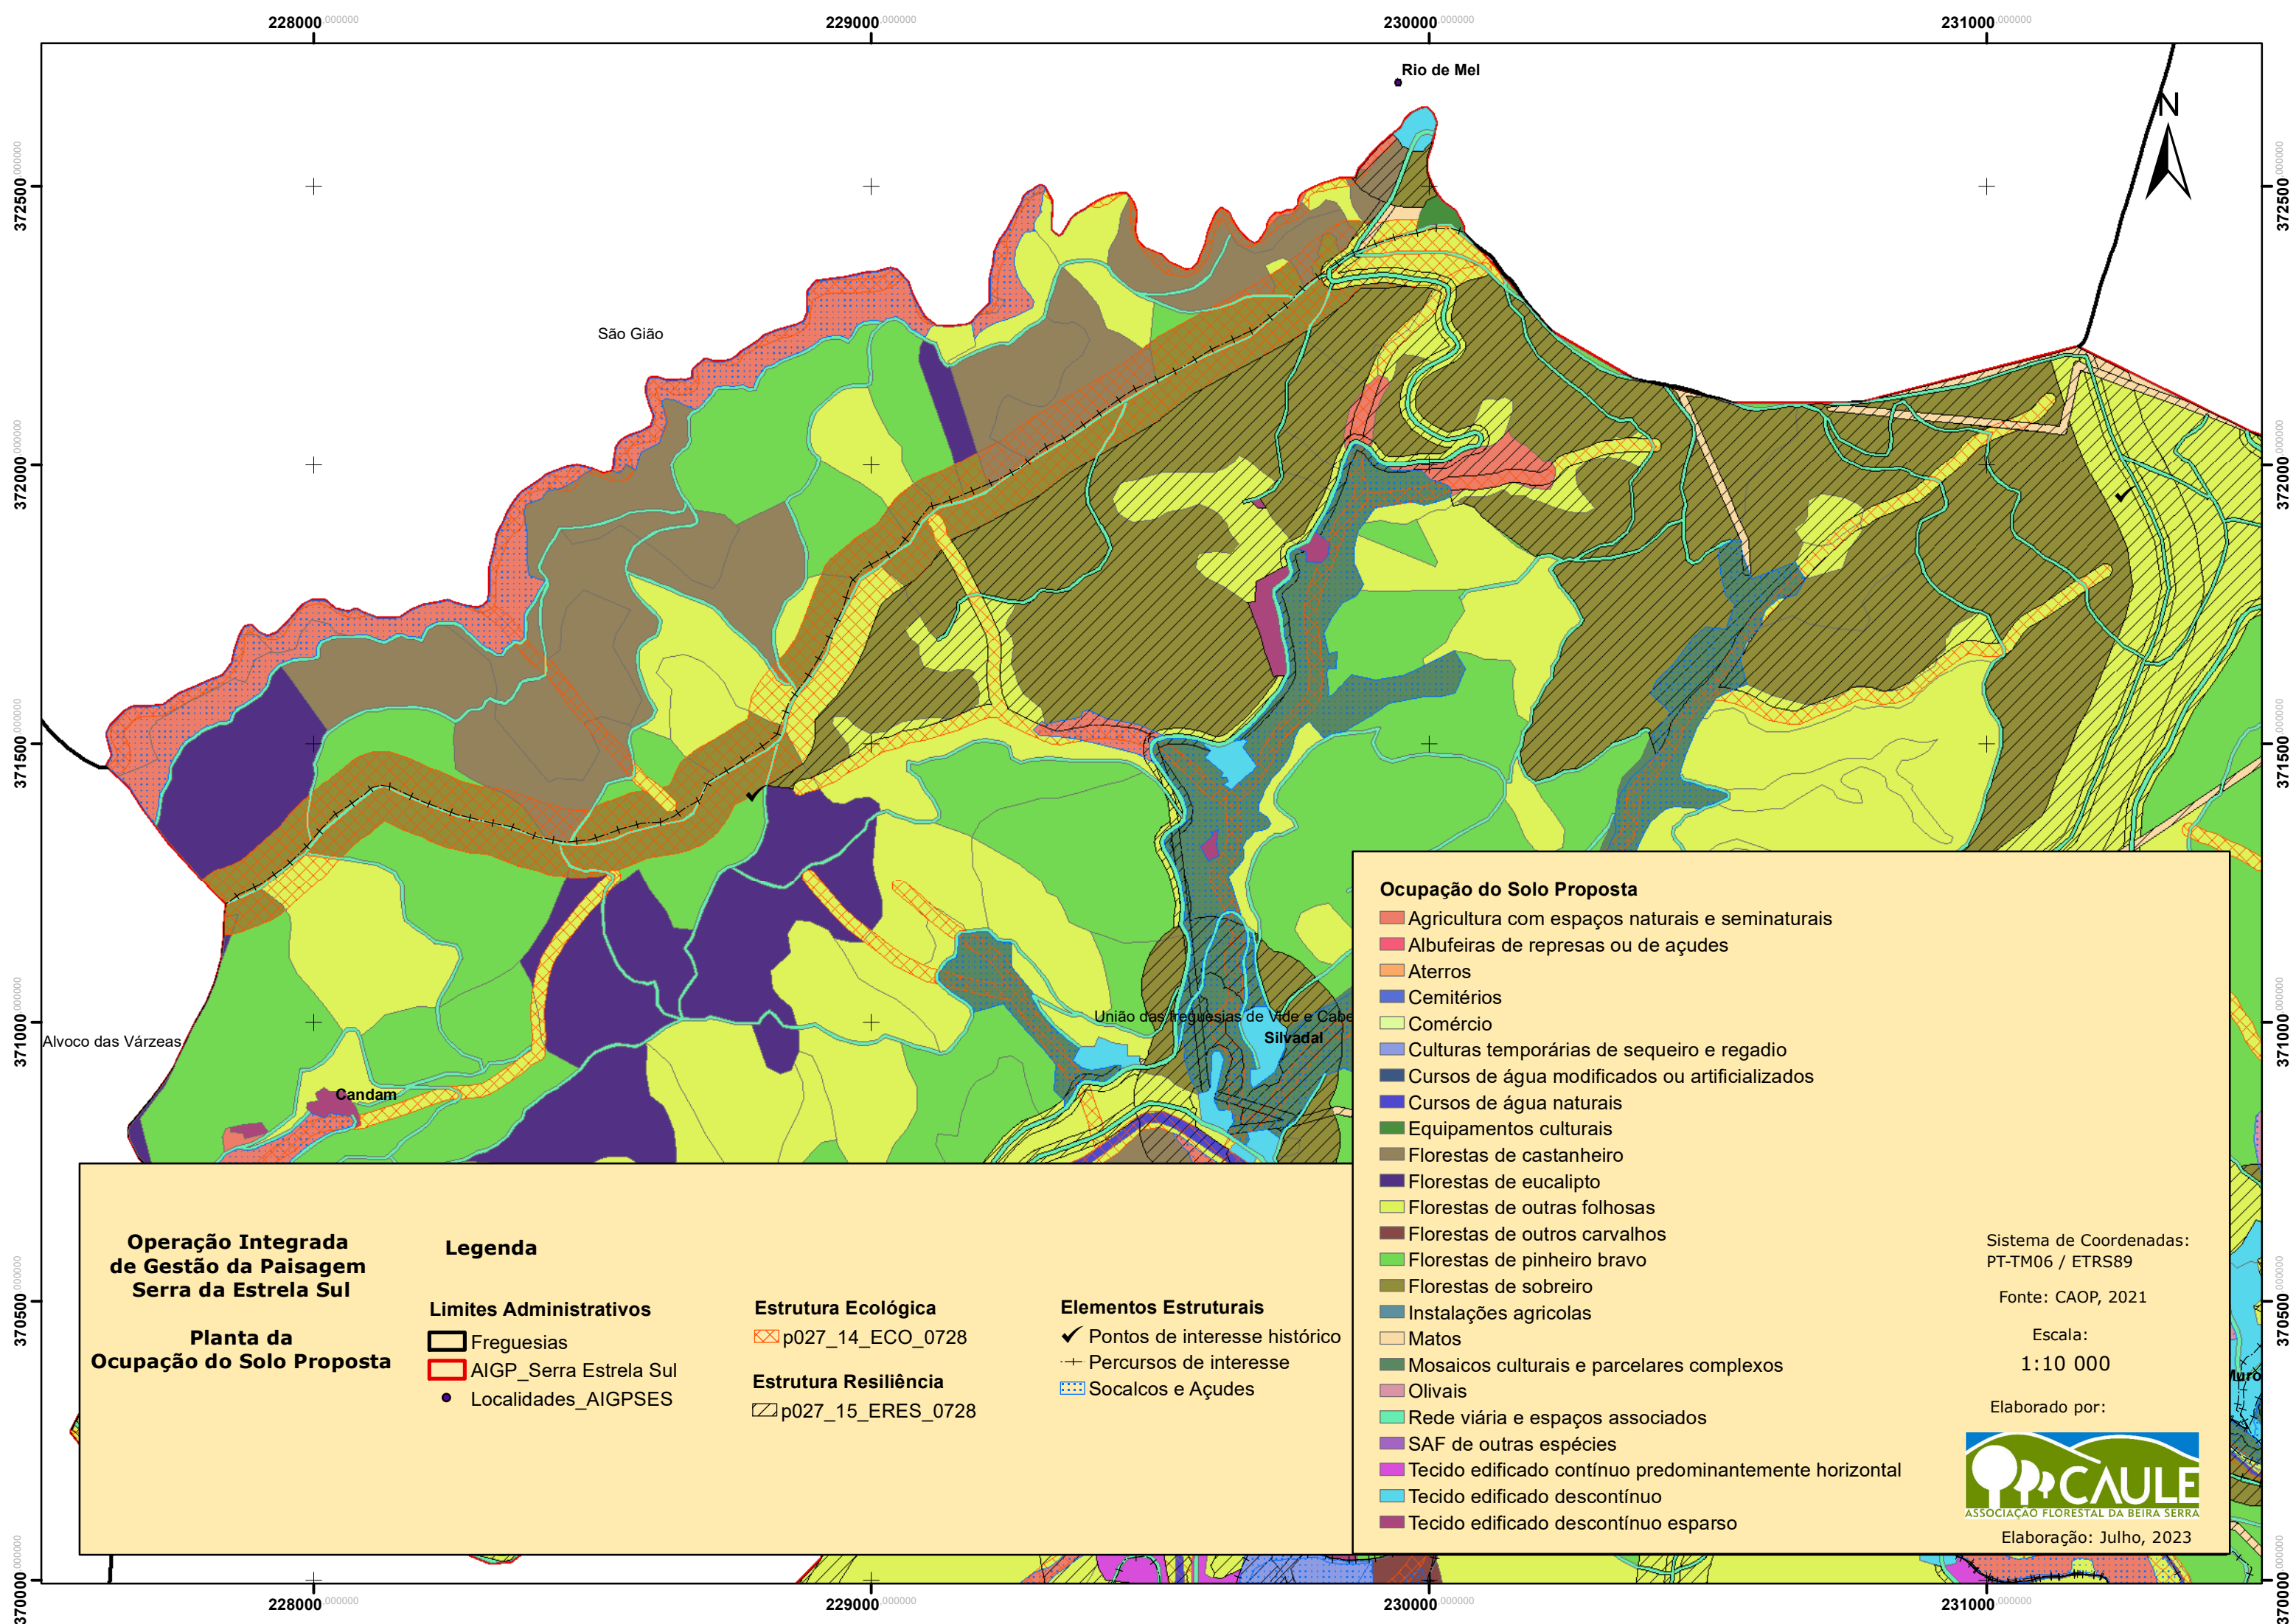 228000,000000
229000,000000
230000,000000
231000,000000
Rio de Mel
N
372500,000000
372500,000000
São Gião
372000,000000
372000,000000
371500,000000
371500,000000
União das freguesias de Vide e Cabe
Silvadal
371000,000000
371000,000000
Alvoco das Várzeas
Candam
Operação Integrada
de Gestão da Paisagem
Serra da Estrela Sul
Planta da
Ocupação do Solo Proposta
Legenda
Limites Administrativos
Freguesias
AIGP_Serra Estrela Sul
Localidades_AIGPSES
Estrutura Ecológica
p027_14_ECO_0728
Estrutura Resiliência
p027_15_ERES_0728
Elementos Estruturais
Pontos de interesse histórico
Percursos de interesse
Socalcos e Açudes
Ocupação do Solo Proposta
Agricultura com espaços naturais e seminaturais
Albufeiras de represas ou de açudes
Aterros
Cemitérios
Comércio
Culturas temporárias de sequeiro e regadio
Cursos de água modificados ou artificializados
Cursos de água naturais
Equipamentos culturais
Florestas de castanheiro
Florestas de eucalipto
Florestas de outras folhosas
Florestas de outros carvalhos
Florestas de pinheiro bravo
Florestas de sobreiro
Instalações agricolas
Matos
Mosaicos culturais e parcelares complexos
Olivais
Rede viária e espaços associados
SAF de outras espécies
Tecido edificado contínuo predominantemente horizontal
Tecido edificado descontínuo
Tecido edificado descontínuo esparso
Sistema de Coordenadas:
PT-TM06 / ETRS89
Fonte: CAOP, 2021
Escala:
1:10 000
Elaborado por:
CAULE
ASSOCIAÇÃO FLORESTAL DA BEIRA SERRA
Elaboração: Julho, 2023
370500,000000
370500,000000
Muro
370000,000000
370000,000000
228000,000000
229000,000000
230000,000000
231000,000000